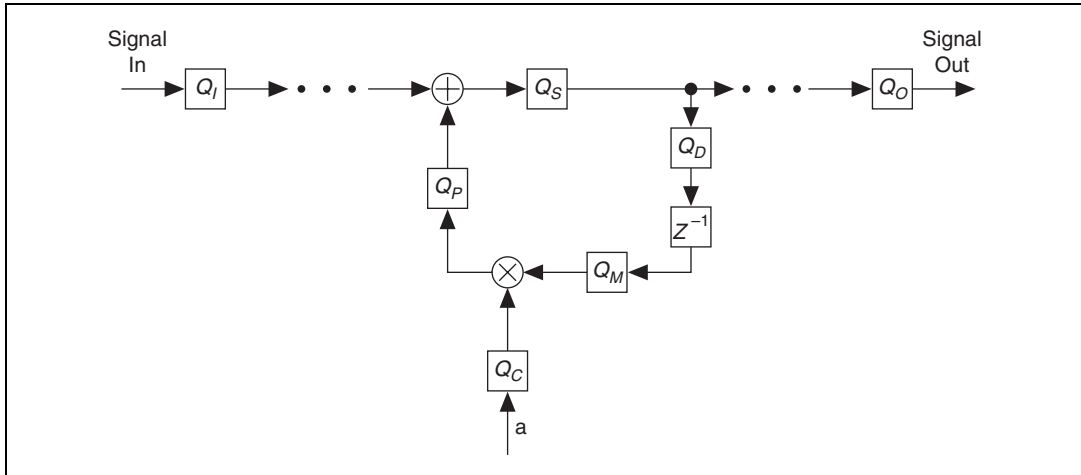 Signal
In
Signal
Out
Q_I
+
Q_S
Q_O
Q_D
Q_P
Z⁻¹
Q_M
×
Q_C
a